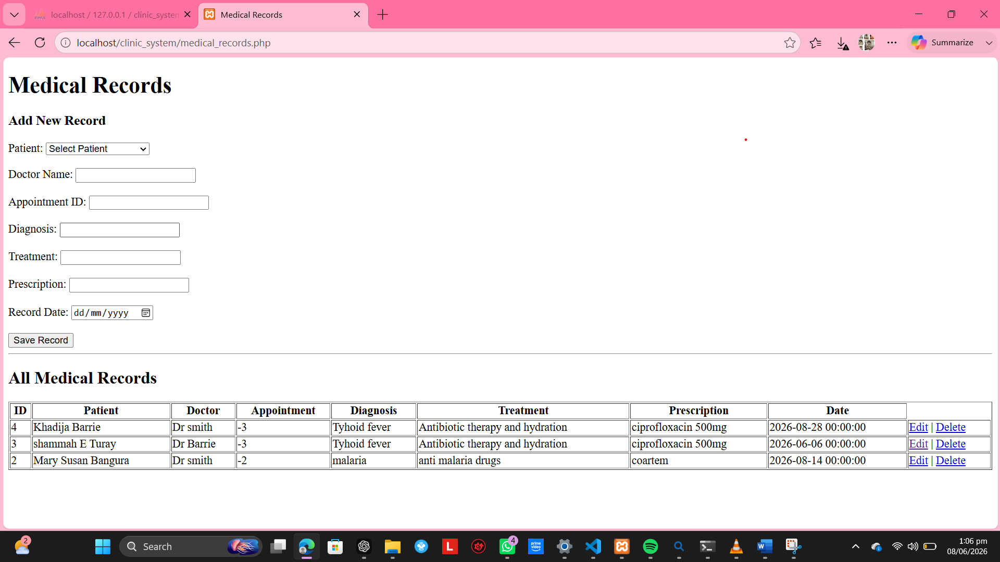 localhost / 127.0.0.1 / clinic_system
Medical Records
localhost/clinic_system/medical_records.php
Summarize
Medical Records
Add New Record
Patient: Select Patient
Doctor Name:
Appointment ID:
Diagnosis:
Treatment:
Prescription:
Record Date: dd/mm/yyyy
Save Record
All Medical Records
ID Patient Doctor Appointment Diagnosis Treatment Prescription Date
4 Khadija Barrie Dr smith -3 Tyhoid fever Antibiotic therapy and hydration ciprofloxacin 500mg 2026-08-28 00:00:00 Edit | Delete
3 shammah E Turay Dr Barrie -3 Tyhoid fever Antibiotic therapy and hydration ciprofloxacin 500mg 2026-06-06 00:00:00 Edit | Delete
2 Mary Susan Bangura Dr smith -2 malaria anti malaria drugs coartem 2026-08-14 00:00:00 Edit | Delete
2
Search
L
4
prime video
W
1:06 pm
08/06/2026